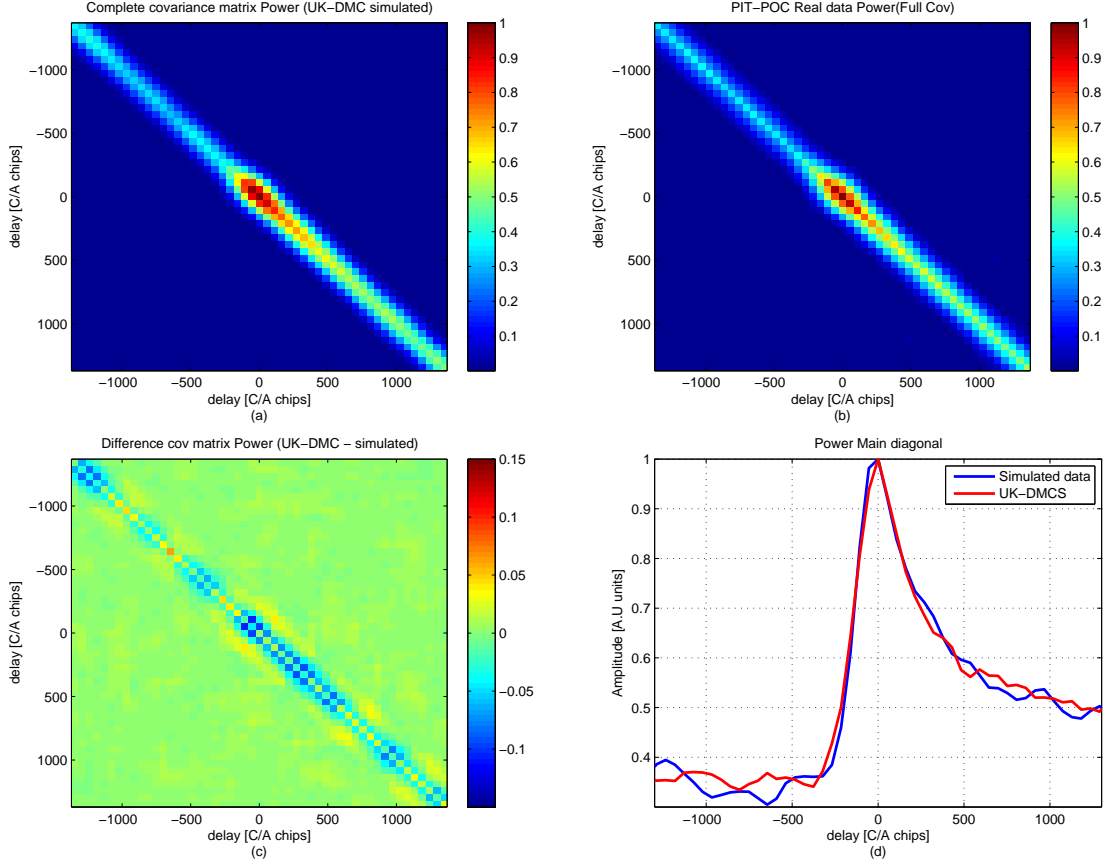 Complete covariance matrix Power (UK−DMC simulated)
delay [C/A chips]
−1000
−500
0
500
1000
−1000 −500 0 500 1000
delay [C/A chips]
(a)
1
0.9
0.8
0.7
0.6
0.5
0.4
0.3
0.2
0.1
PIT−POC Real data Power(Full Cov)
delay [C/A chips]
−1000
−500
0
500
1000
−1000 −500 0 500 1000
delay [C/A chips]
(b)
1
0.9
0.8
0.7
0.6
0.5
0.4
0.3
0.2
0.1
Difference cov matrix Power (UK−DMC − simulated)
delay [C/A chips]
−1000
−500
0
500
1000
−1000 −500 0 500 1000
delay [C/A chips]
(c)
0.15
0.1
0.05
0
−0.05
−0.1
Power Main diagonal
Amplitude [A.U units]
1
0.9
0.8
0.7
0.6
0.5
0.4
Simulated data
UK−DMCS
−1000 −500 0 500 1000
delay [C/A chips]
(d)